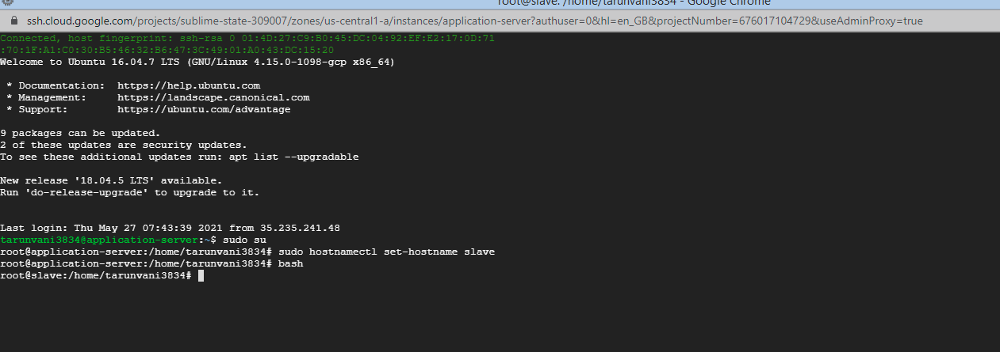 root@slave: /home/tarunvani3834 - Google Chrome
ssh.cloud.google.com/projects/sublime-state-309007/zones/us-central1-a/instances/application-server?authuser=0&hl=en_GB&projectNumber=676017104729&useAdminProxy=true
Connected, host fingerprint: ssh-rsa 0 01:4D:27:C9:B0:45:DC:04:92:EF:E2:17:0D:71
:70:1F:A1:C0:30:B5:46:32:B6:47:3C:49:01:A0:43:DC:15:20
Welcome to Ubuntu 16.04.7 LTS (GNU/Linux 4.15.0-1098-gcp x86_64)
* Documentation:  https://help.ubuntu.com
* Management:     https://landscape.canonical.com
* Support:        https://ubuntu.com/advantage
9 packages can be updated.
2 of these updates are security updates.
To see these additional updates run: apt list --upgradable
New release '18.04.5 LTS' available.
Run 'do-release-upgrade' to upgrade to it.
Last login: Thu May 27 07:43:39 2021 from 35.235.241.48
tarunvani3834@application-server:~$ sudo su
root@application-server:/home/tarunvani3834# sudo hostnamectl set-hostname slave
root@application-server:/home/tarunvani3834# bash
root@slave:/home/tarunvani3834#